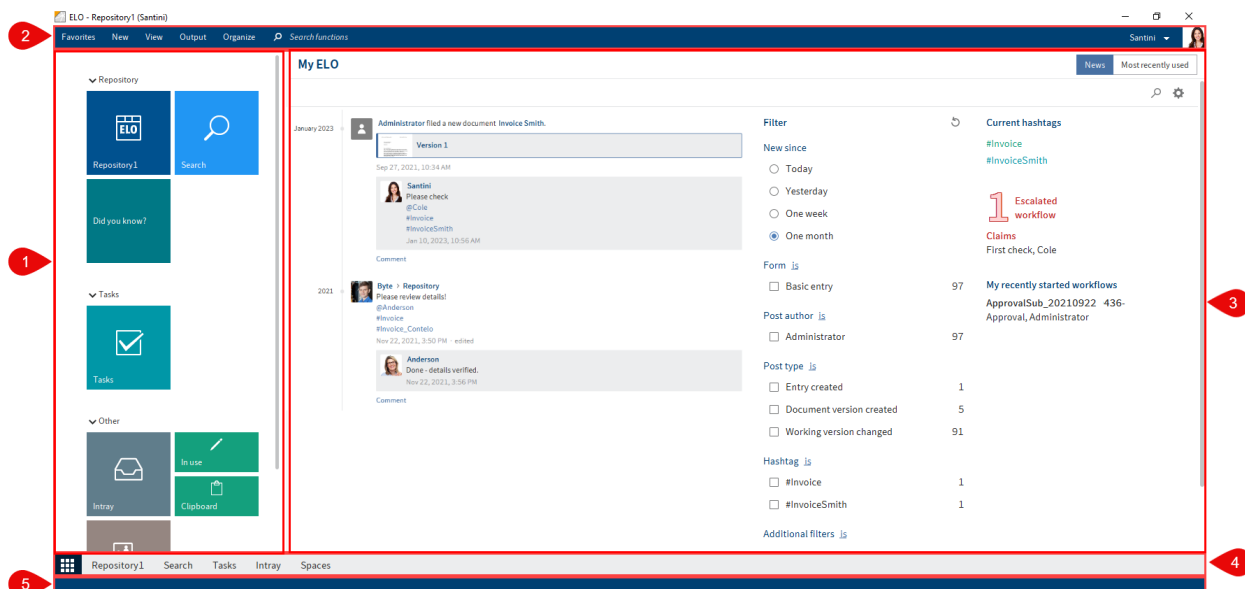 ELO - Repository1 (Santini)
2
Favorites New View Output Organize Search functions Santini
Repository
ELO
Repository1
Search
Did you know?
1
Tasks
Tasks
Other
Intray
In use
Clipboard
My ELO
News Most recently used
January 2023
Administrator filed a new document Invoice Smith.
Version 1
Sep 27, 2021, 10:34 AM
Santini
Please check
@Cole
#Invoice
#InvoiceSmith
Jan 10, 2023, 10:56 AM
Comment
2021
Byte > Repository
Please review details!
@Anderson
#Invoice
#Invoice_Contelo
Nov 22, 2021, 3:50 PM - edited
Anderson
Done - details verified.
Nov 22, 2021, 3:56 PM
Comment
Filter
New since
Today
Yesterday
One week
One month
Form is
Basic entry 97
Post author is
Administrator 97
Post type is
Entry created 1
Document version created 5
Working version changed 91
Hashtag is
#Invoice 1
#InvoiceSmith 1
Additional filters is
Current hashtags
#Invoice
#InvoiceSmith
1 Escalated
workflow
Claims
First check, Cole
My recently started workflows
ApprovalSub_20210922 436-
Approval, Administrator
3
Repository1 Search Tasks Intray Spaces
4
5